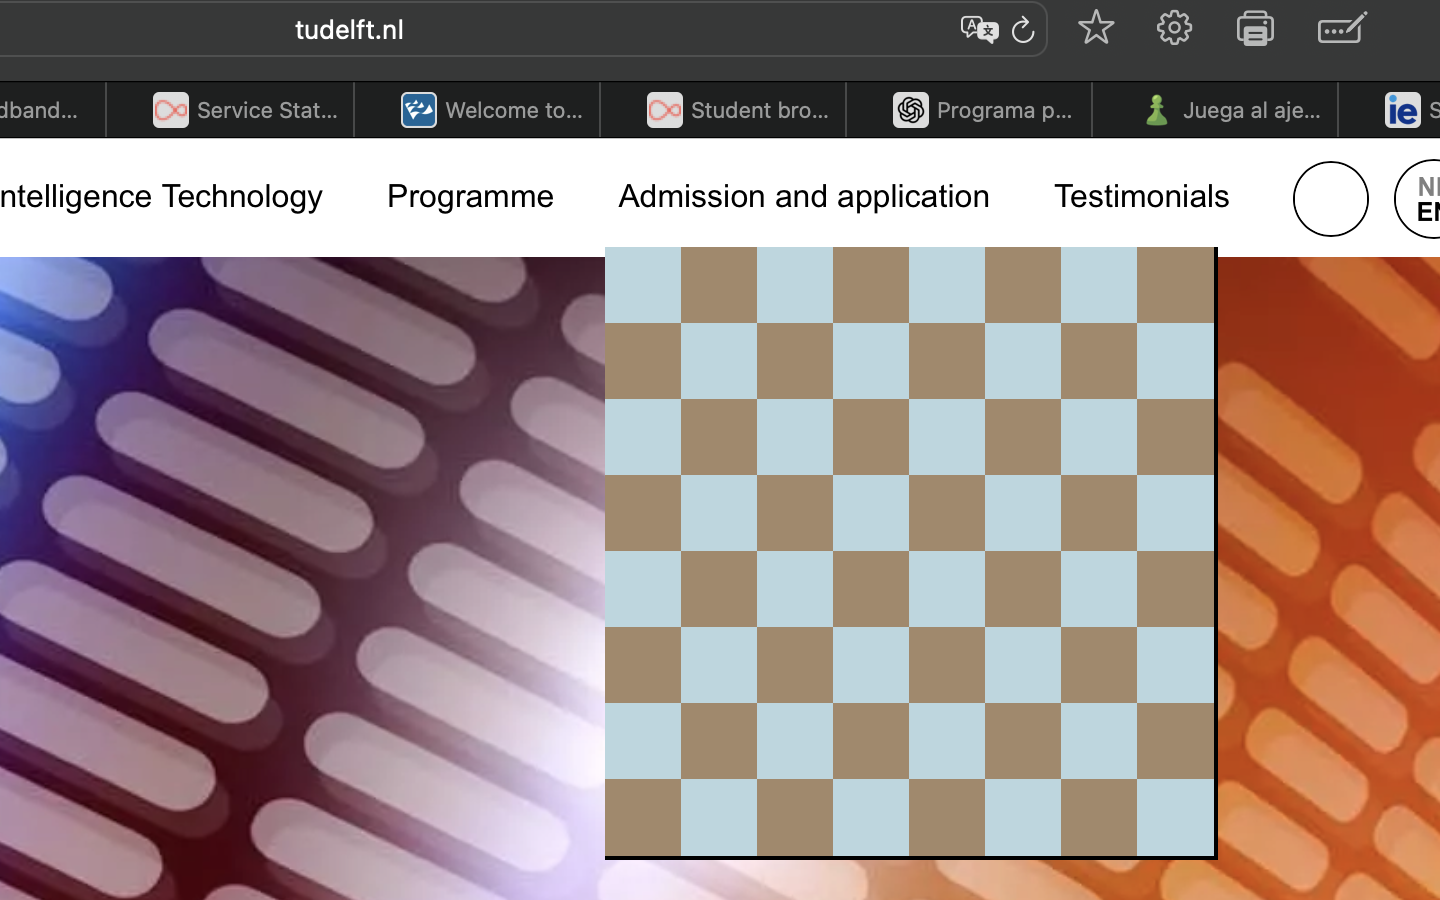 tudelft.nl
dband...
Service Stat...
Welcome to...
Student bro...
Programa p...
Juega al aje...
ie
S
ntelligence Technology
Programme
Admission and application
Testimonials
EN